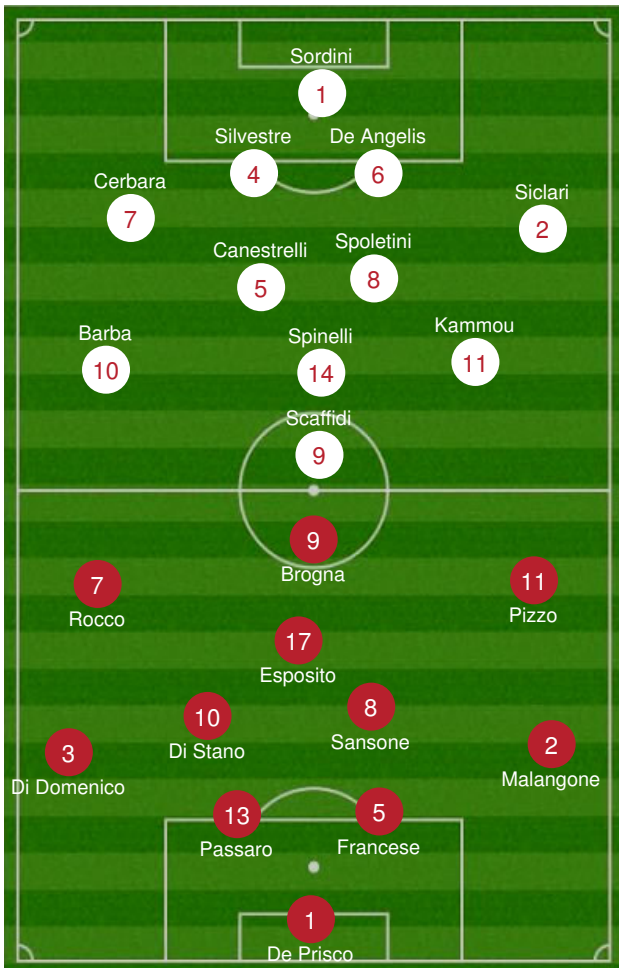 Sordini
1
Silvestre
4
De Angelis
6
Cerbara
7
Siclari
2
Canestrelli
5
Spoletini
8
Barba
10
Spinelli
14
Kammou
11
Scaffidi
9
9
Brogna
7
Rocco
11
Pizzo
17
Esposito
10
Di Stano
8
Sansone
3
Di Domenico
2
Malangone
13
Passaro
5
Francese
1
De Prisco